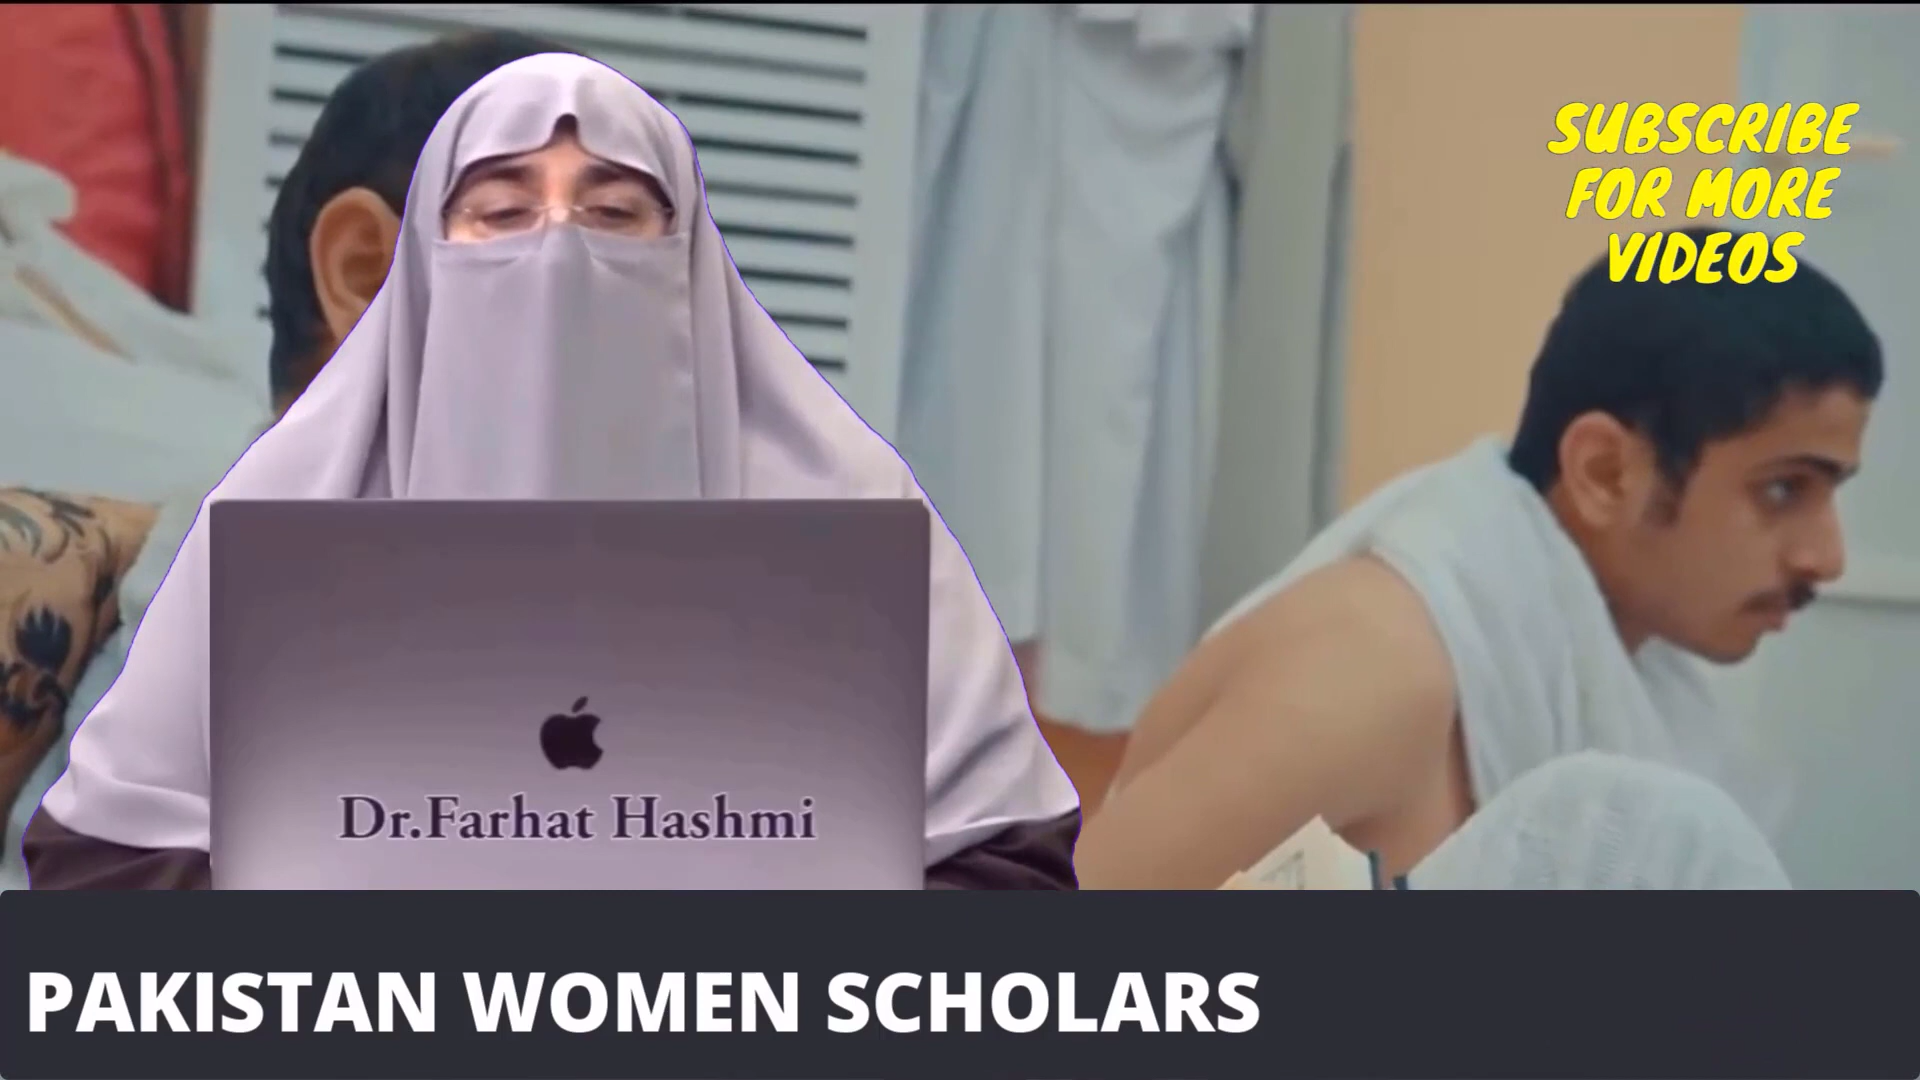 SUBSCRIBE
FOR MORE
VIDEOS
Dr.Farhat Hashmi
PAKISTAN WOMEN SCHOLARS